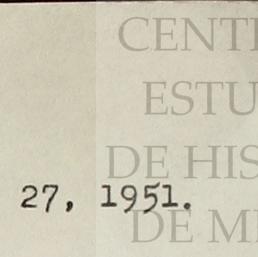 CENT
ESTU
DE HIS
27, 1951.
DE M